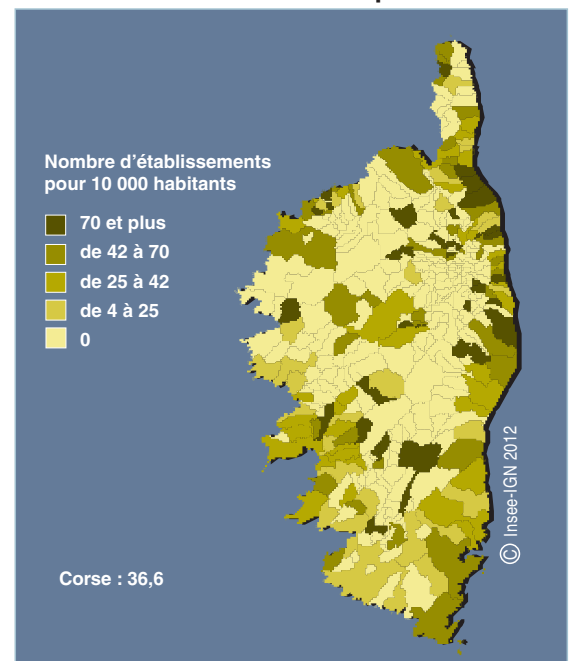 Nombre d'établissements
pour 10 000 habitants
70 et plus
de 42 à 70
de 25 à 42
de 4 à 25
0
© Insee-IGN 2012
Corse : 36,6